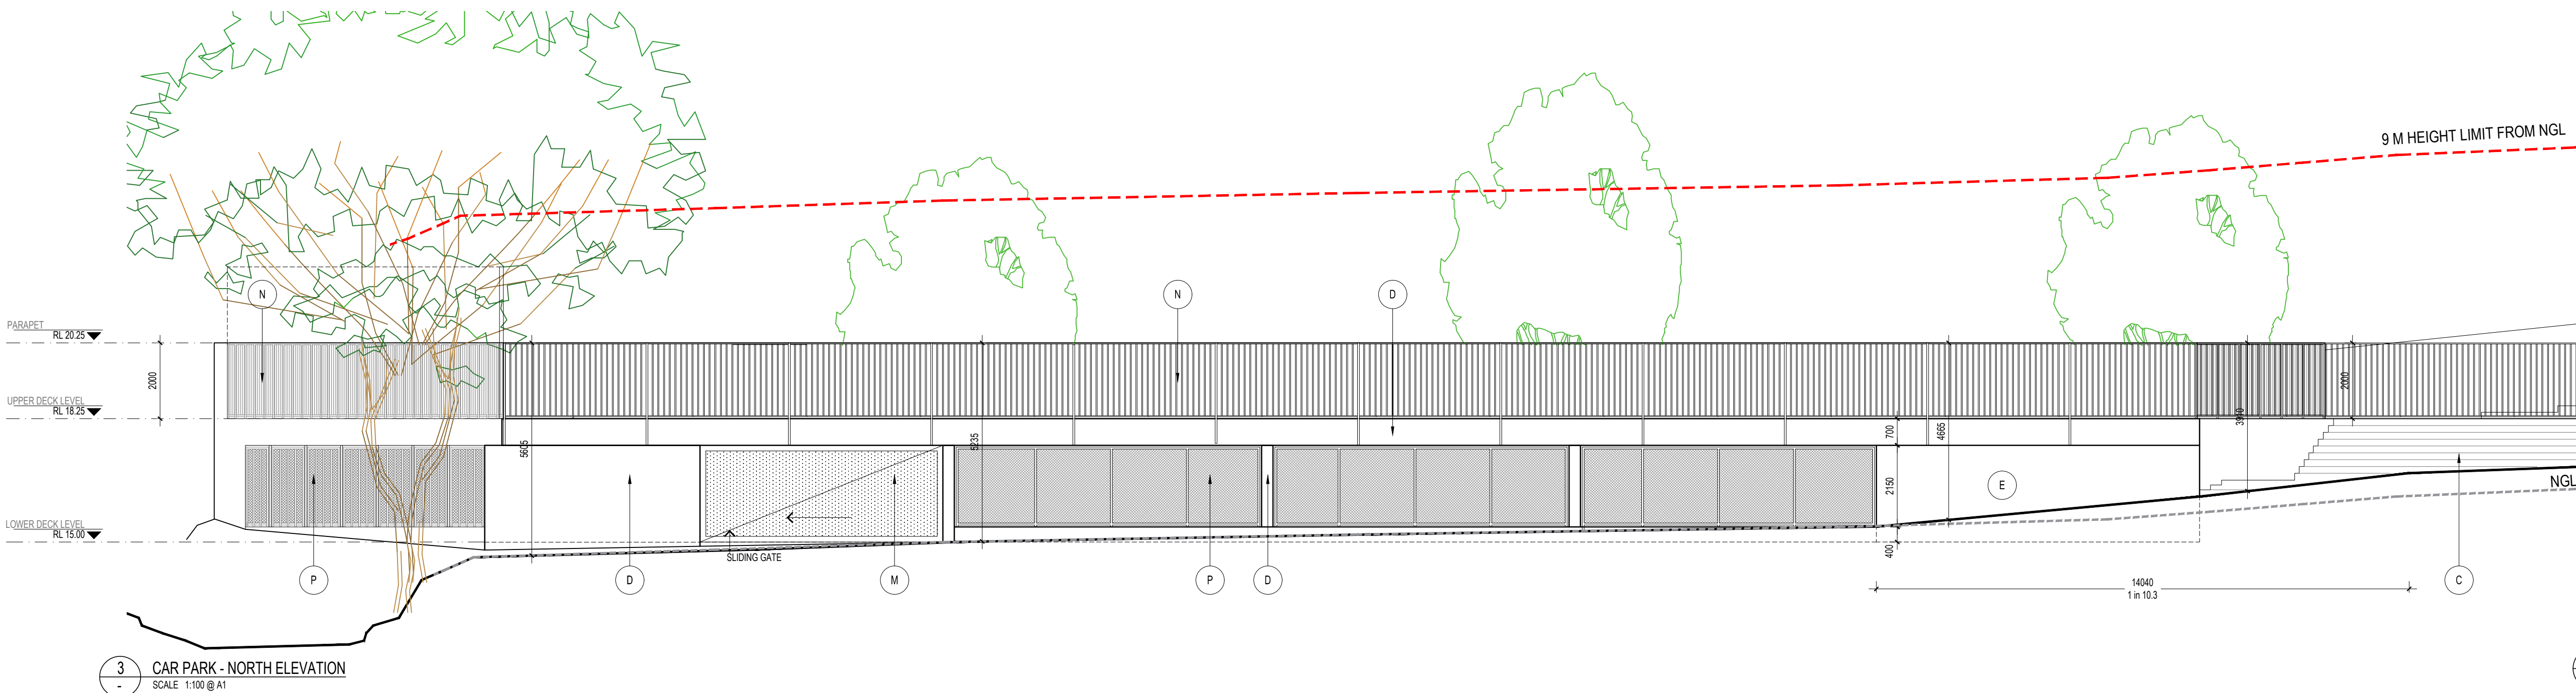 9 M HEIGHT LIMIT FROM NGL
N
N
D
PARAPET
RL 20.25
2000
UPPER DECK LEVEL
RL 18.25
2000
5605
5235
700
4665
3970
2150
E
NGL
LOWER DECK LEVEL
RL 15.00
400
SLIDING GATE
P
D
M
P
D
14040
1 in 10.3
C
3
-
CAR PARK - NORTH ELEVATION
SCALE 1:100 @ A1